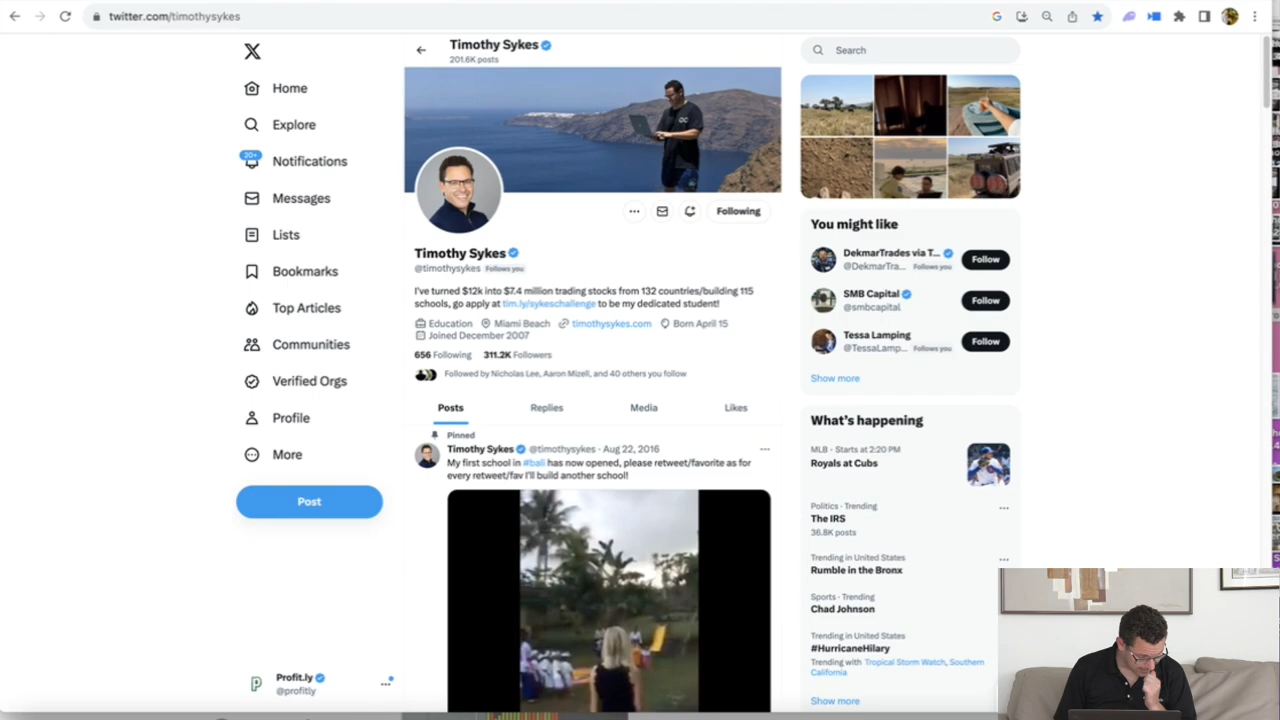 twitter.com/timothysykes
Home
Explore
20+
Notifications
Messages
Lists
Bookmarks
Top Articles
Communities
Verified Orgs
Profile
More
Post
Profit.ly
@profitly
Timothy Sykes
201.6K posts
Following
Timothy Sykes
@timothysykes Follows you
I've turned $12k into $7.4 million trading stocks from 132 countries/building 115
schools, go apply at tim.ly/sykeschallenge to be my dedicated student!
Education Miami Beach timothysykes.com Born April 15
Joined December 2007
656 Following 311.2K Followers
Followed by Nicholas Lee, Aaron Mizell, and 40 others you follow
Posts Replies Media Likes
Pinned
Timothy Sykes @timothysykes · Aug 22, 2016
My first school in #bali has now opened, please retweet/favorite as for
every retweet/fav I'll build another school!
Search
You might like
DekmarTrades via T...
@DekmarTra... Follows you
Follow
SMB Capital
@smbcapital
Follow
Tessa Lamping
@TessaLamp... Follows you
Follow
Show more
What's happening
MLB · Starts at 2:20 PM
Royals at Cubs
Politics · Trending
The IRS
36.8K posts
Trending in United States
Rumble in the Bronx
Sports · Trending
Chad Johnson
Trending in United States
#HurricaneHilary
Trending with Tropical Storm Watch, Southern
California
Show more